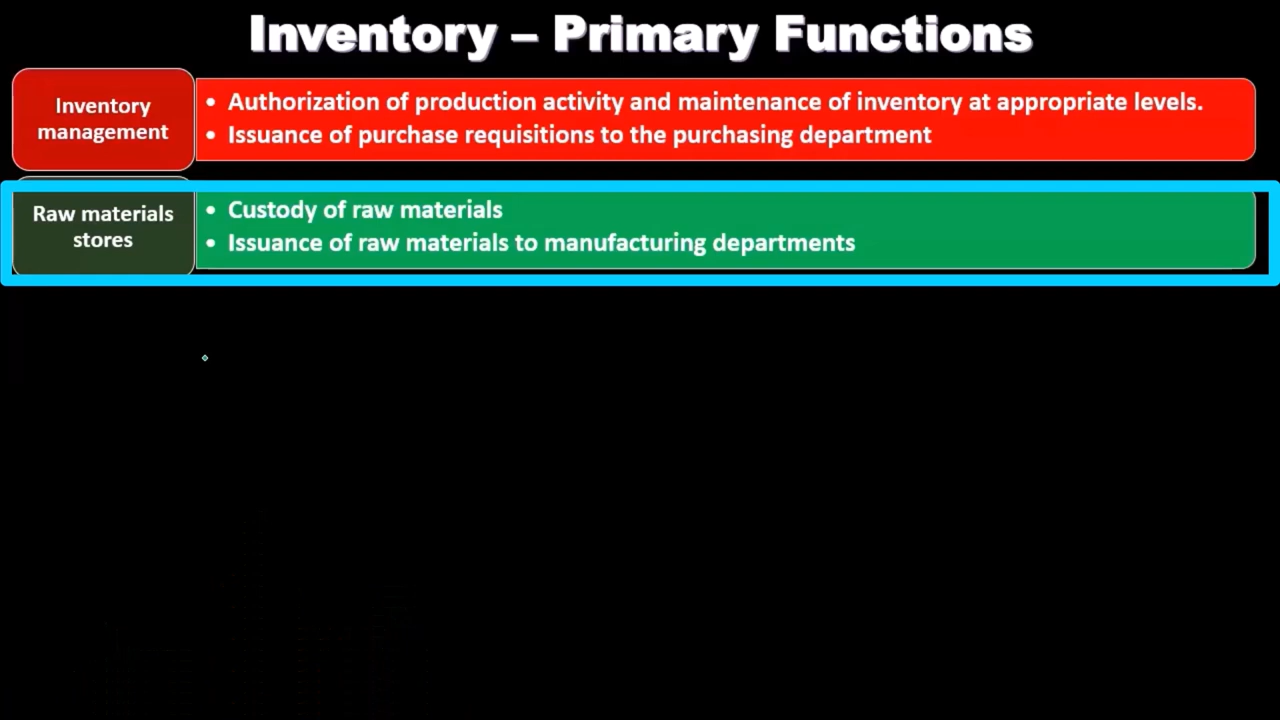 Inventory – Primary Functions
Inventory
management
• Authorization of production activity and maintenance of inventory at appropriate levels.
• Issuance of purchase requisitions to the purchasing department
Raw materials
stores
• Custody of raw materials
• Issuance of raw materials to manufacturing departments